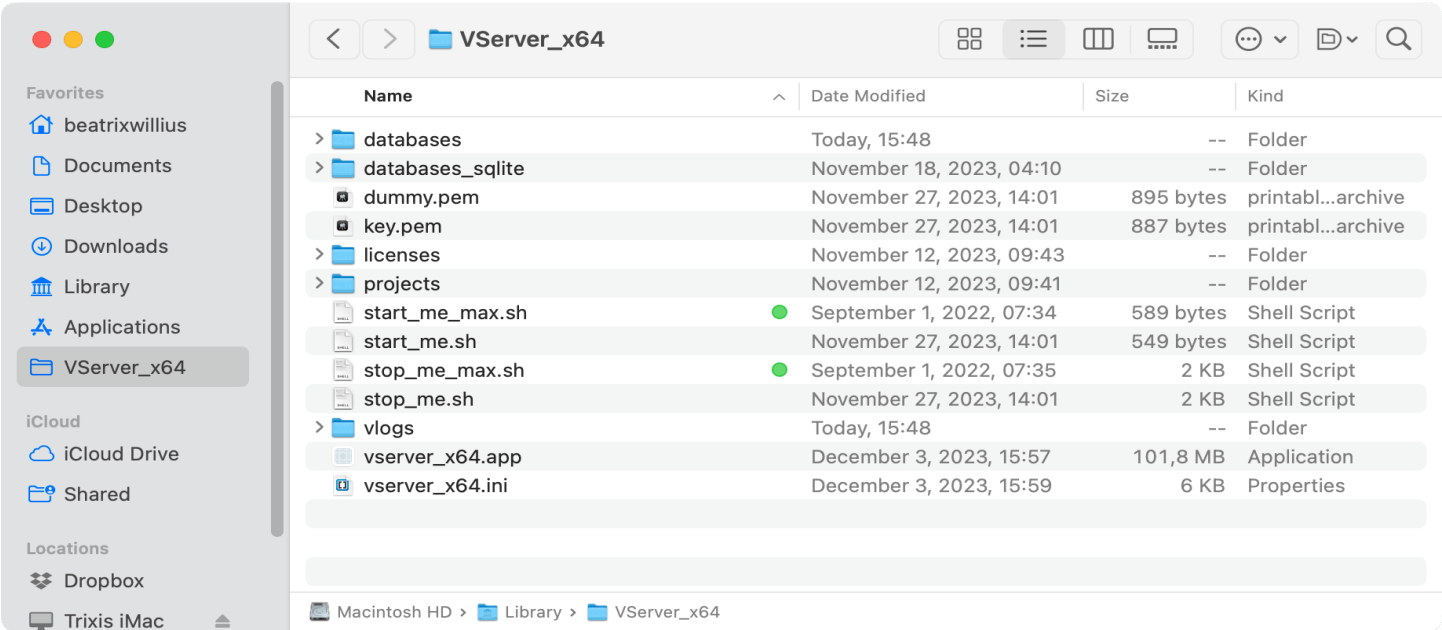 VServer_x64
Favorites
beatrixwillius
Documents
Desktop
Downloads
Library
Applications
VServer_x64
iCloud
iCloud Drive
Shared
Locations
Dropbox
Trixis iMac
Name Date Modified Size Kind
databases Today, 15:48 -- Folder
databases_sqlite November 18, 2023, 04:10 -- Folder
dummy.pem November 27, 2023, 14:01 895 bytes printabl...archive
key.pem November 27, 2023, 14:01 887 bytes printabl...archive
licenses November 12, 2023, 09:43 -- Folder
projects November 12, 2023, 09:41 -- Folder
start_me_max.sh September 1, 2022, 07:34 589 bytes Shell Script
start_me.sh November 27, 2023, 14:01 549 bytes Shell Script
stop_me_max.sh September 1, 2022, 07:35 2 KB Shell Script
stop_me.sh November 27, 2023, 14:01 2 KB Shell Script
vlogs Today, 15:48 -- Folder
vserver_x64.app December 3, 2023, 15:57 101,8 MB Application
vserver_x64.ini December 3, 2023, 15:59 6 KB Properties
Macintosh HD › Library › VServer_x64